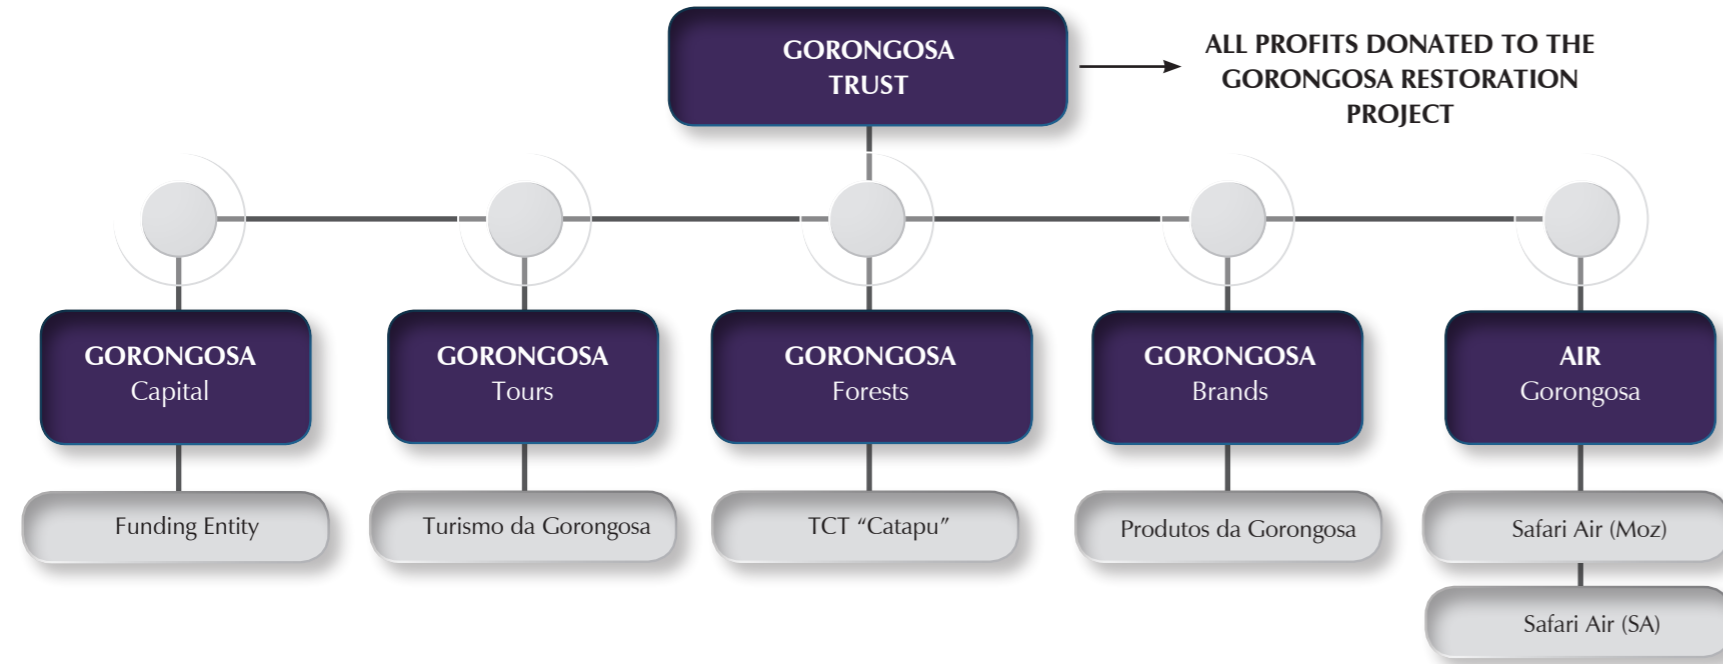 GORONGOSA
TRUST
ALL PROFITS DONATED TO THE
GORONGOSA RESTORATION
PROJECT
GORONGOSA
Capital
GORONGOSA
Tours
GORONGOSA
Forests
GORONGOSA
Brands
AIR
Gorongosa
Funding Entity
Turismo da Gorongosa
TCT “Catapu”
Produtos da Gorongosa
Safari Air (Moz)
Safari Air (SA)